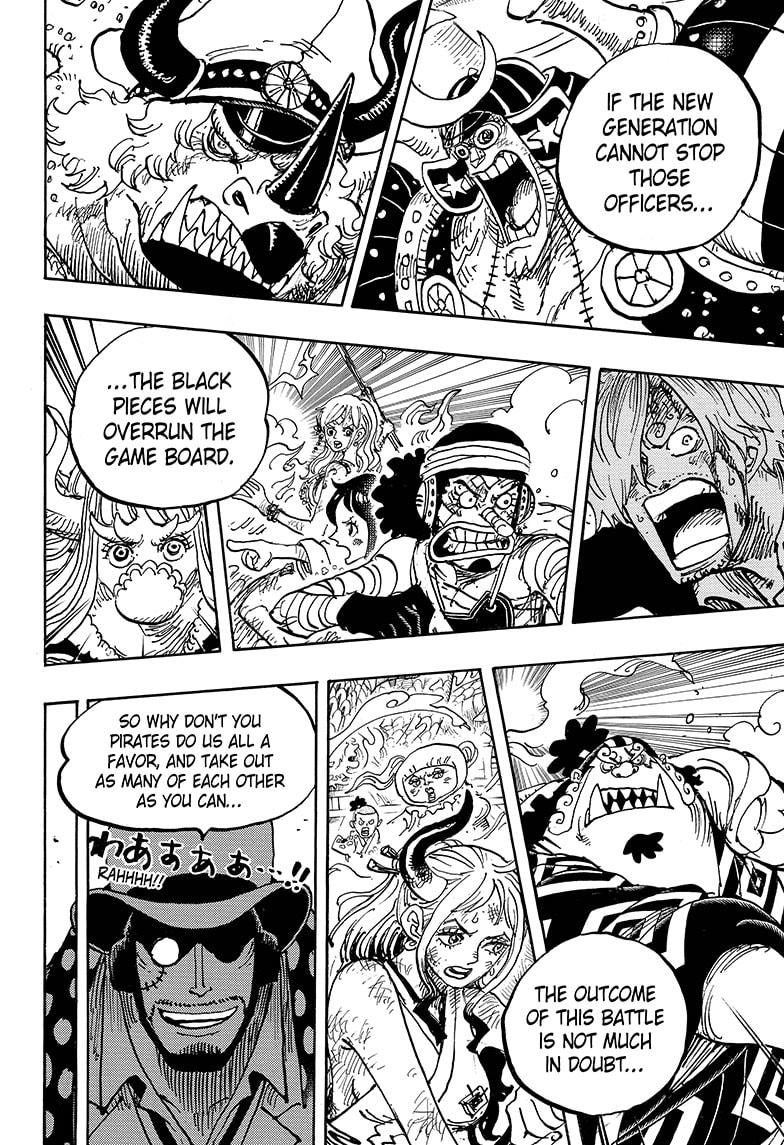 IF THE NEW
GENERATION
CANNOT STOP
THOSE
OFFICERS...
...THE BLACK
PIECES WILL
OVERRUN THE
GAME BOARD.
THE OUTCOME
OF THIS BATTLE
IS NOT MUCH
IN DOUBT...
SO WHY DON'T YOU
PIRATES DO US ALL A
FAVOR, AND TAKE OUT
AS MANY OF EACH OTHER
AS YOU CAN...
わあすあぁ…!!
RAHHHH!!